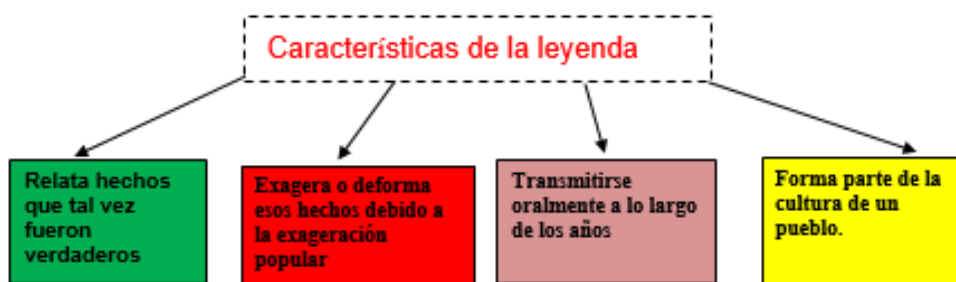 Características de la leyenda
Relata hechos
que tal vez
fueron
verdaderos
Exagera o deforma
esos hechos debido a
la exageración
popular
Transmitirse
oralmente a lo largo
de los años
Forma parte de la
cultura de un
pueblo.